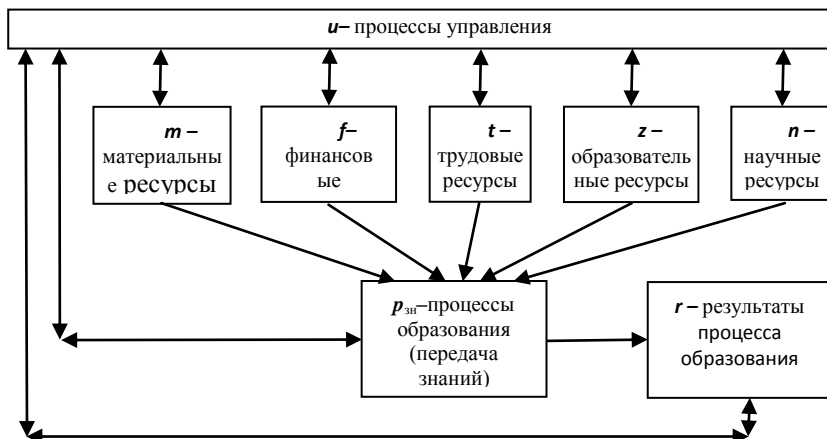 u– процессы управления
m –
материальны
е ресурсы
f–
финансов
ые
t –
трудовые
ресурсы
z –
образователь
ные ресурсы
n –
научные
ресурсы
pзн–процессы
образования
(передача
знаний)
r – результаты
процесса
образования